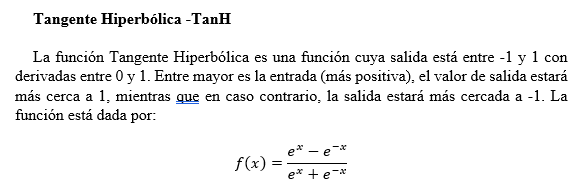 Tangente Hiperbólica -TanH
La función Tangente Hiperbólica es una función cuya salida está entre -1 y 1 con
derivadas entre 0 y 1. Entre mayor es la entrada (más positiva), el valor de salida estará
más cerca a 1, mientras que en caso contrario, la salida estará más cercada a -1. La
función está dada por:
f(x) = (e^x − e^−x) / (e^x + e^−x)